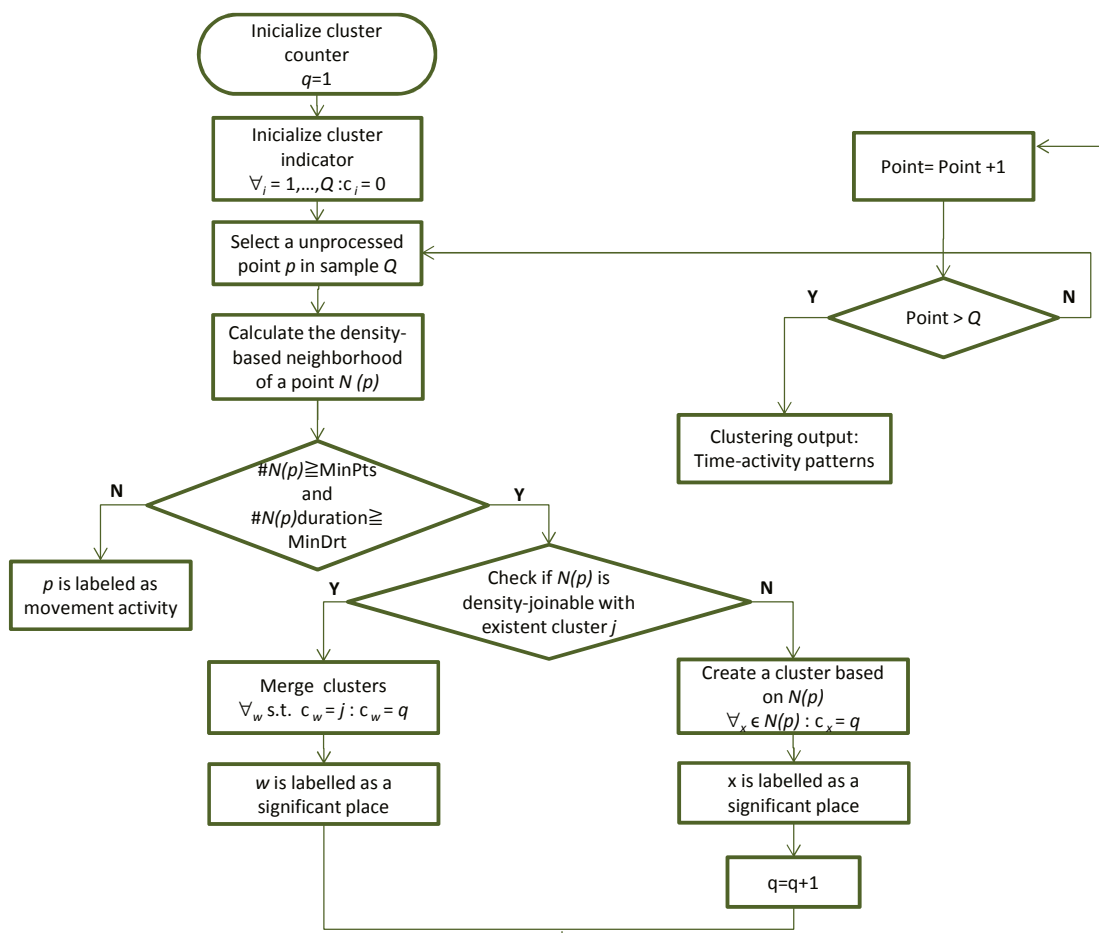 Inicialize cluster
counter
q=1
Inicialize cluster
indicator
∀i = 1,...,Q :ci = 0
Select a unprocessed
point p in sample Q
Calculate the density-
based neighborhood
of a point N (p)
#N(p)≧MinPts
and
#N(p)duration≧
MinDrt
N
Y
p is labeled as
movement activity
Check if N(p) is
density-joinable with
existent cluster j
Y
N
Merge clusters
∀w s.t. cw = j : cw = q
w is labelled as a
significant place
Create a cluster based
on N(p)
∀x ϵ N(p) : cx = q
x is labelled as a
significant place
q=q+1
Point= Point +1
Point > Q
Y
N
Clustering output:
Time-activity patterns